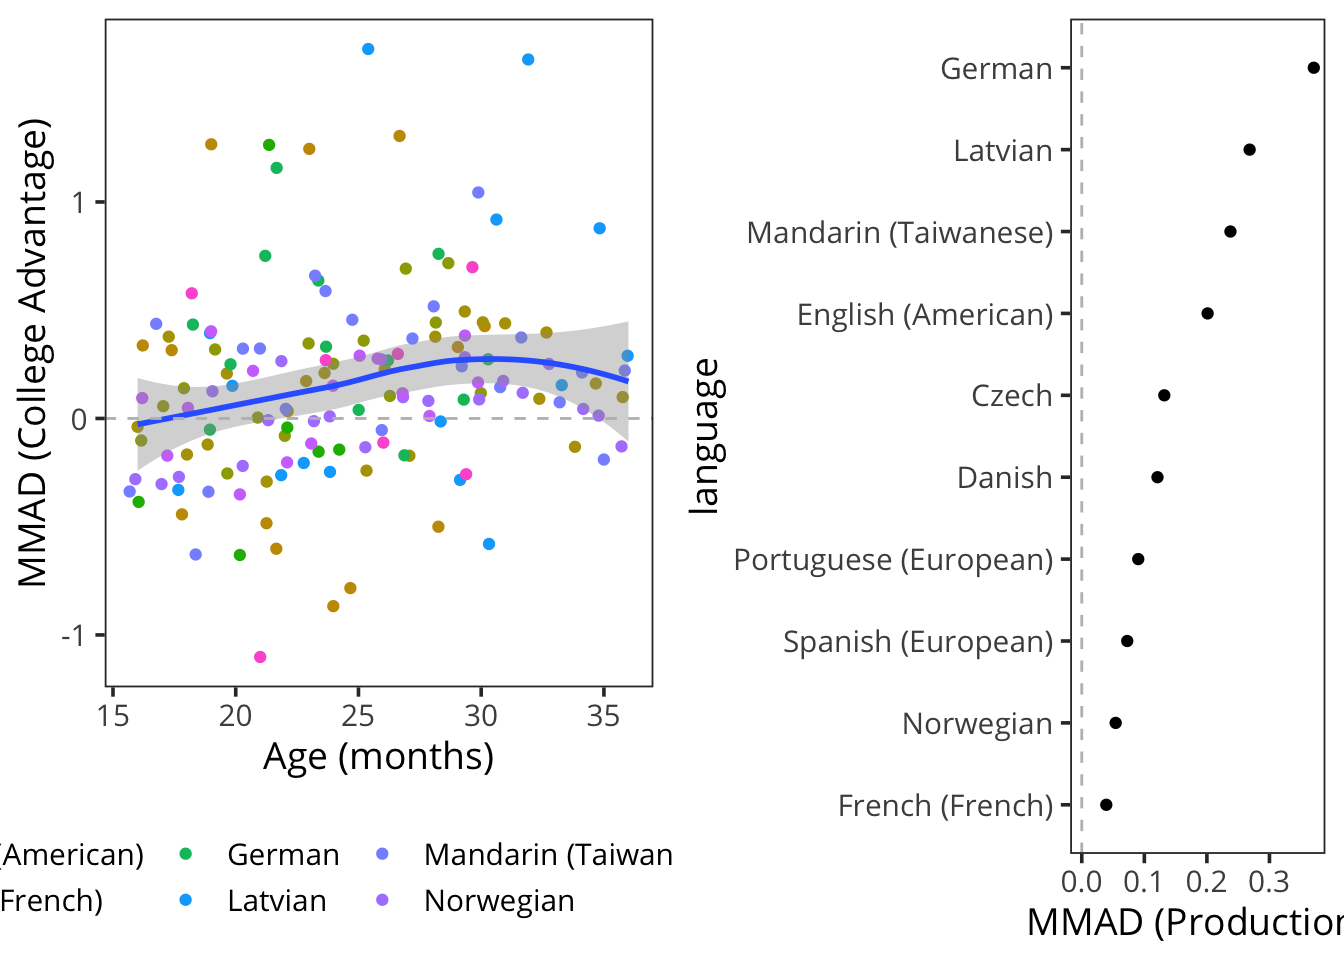 MMAD (College Advantage)
1
0
-1
15 20 25 30 35
Age (months)
(American) German Mandarin (Taiwan
French) Latvian Norwegian
language
German
Latvian
Mandarin (Taiwanese)
English (American)
Czech
Danish
Portuguese (European)
Spanish (European)
Norwegian
French (French)
0.0 0.1 0.2 0.3
MMAD (Production